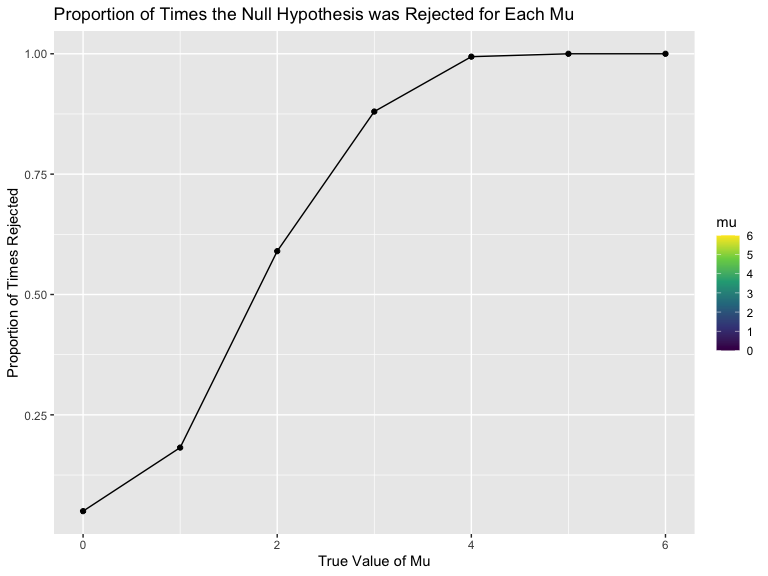 Proportion of Times the Null Hypothesis was Rejected for Each Mu
Proportion of Times Rejected
1.00
0.75
0.50
0.25
0 2 4 6
True Value of Mu
mu
6
5
4
3
2
1
0